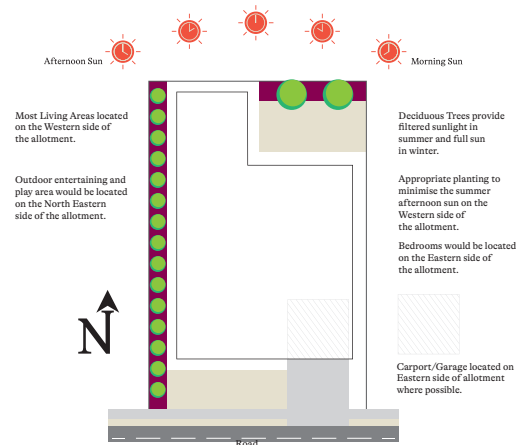 Afternoon Sun
Morning Sun
Most Living Areas located
on the Western side of
the allotment.
Outdoor entertaining and
play area would be located
on the North Eastern
side of the allotment.
N
Deciduous Trees provide
filtered sunlight in
summer and full sun
in winter.
Appropriate planting to
minimise the summer
afternoon sun on the
Western side of
the allotment.
Bedrooms would be located
on the Eastern side of
the allotment.
Carport/Garage located on
Eastern side of allotment
where possible.
Road